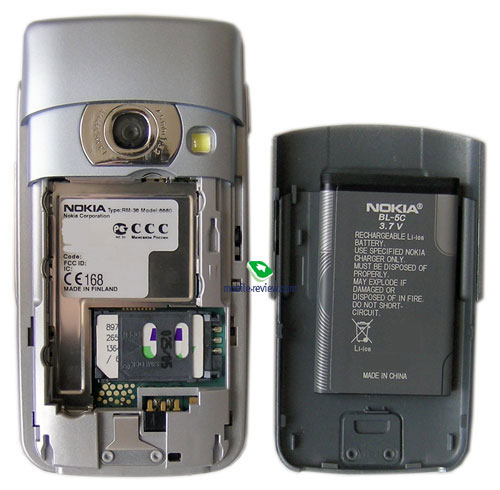 NOKIA Type:RM-36 Model:6680
Nokia Corporation
CCC
Code:
FCC ID:
IC:
CE168
MADE IN FINLAND
mobile-review.com
897
265
1364
NOKIA®
BL-5C
3.7 V
RECHARGEABLE Li-ion
BATTERY.
USE SPECIFIED NOKIA
CHARGER ONLY.
MUST BE DISPOSED OF
PROPERLY.
MAY EXPLODE IF
DAMAGED OR
DISPOSED OF IN FIRE.
DO NOT SHORT-
CIRCUIT.
Li-ion
MADE IN CHINA